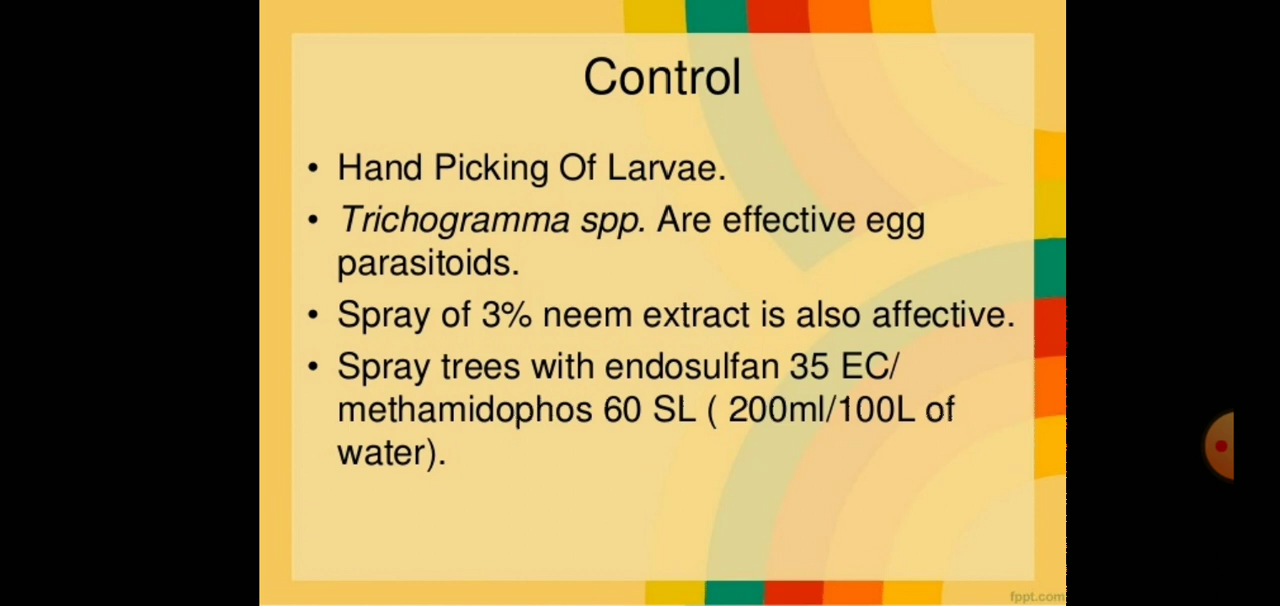 Control
• Hand Picking Of Larvae.
• Trichogramma spp. Are effective egg
parasitoids.
• Spray of 3% neem extract is also affective.
• Spray trees with endosulfan 35 EC/
methamidophos 60 SL ( 200ml/100L of
water).
fppt.com